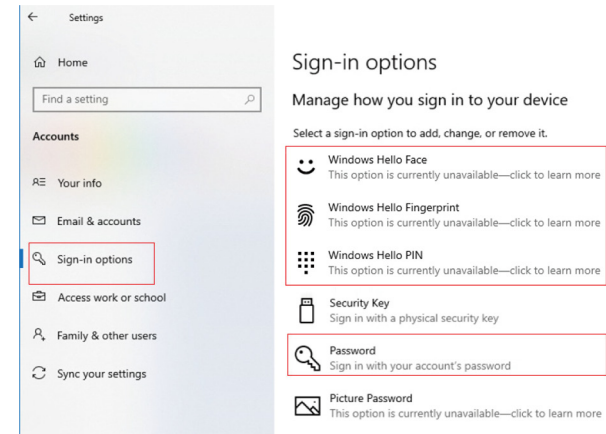 Settings
Home
Find a setting
Accounts
Your info
Email & accounts
Sign-in options
Access work or school
Family & other users
Sync your settings
Sign-in options
Manage how you sign in to your device
Select a sign-in option to add, change, or remove it.
Windows Hello Face
This option is currently unavailable—click to learn more
Windows Hello Fingerprint
This option is currently unavailable—click to learn more
Windows Hello PIN
This option is currently unavailable—click to learn more
Security Key
Sign in with a physical security key
Password
Sign in with your account's password
Picture Password
This option is currently unavailable—click to learn more